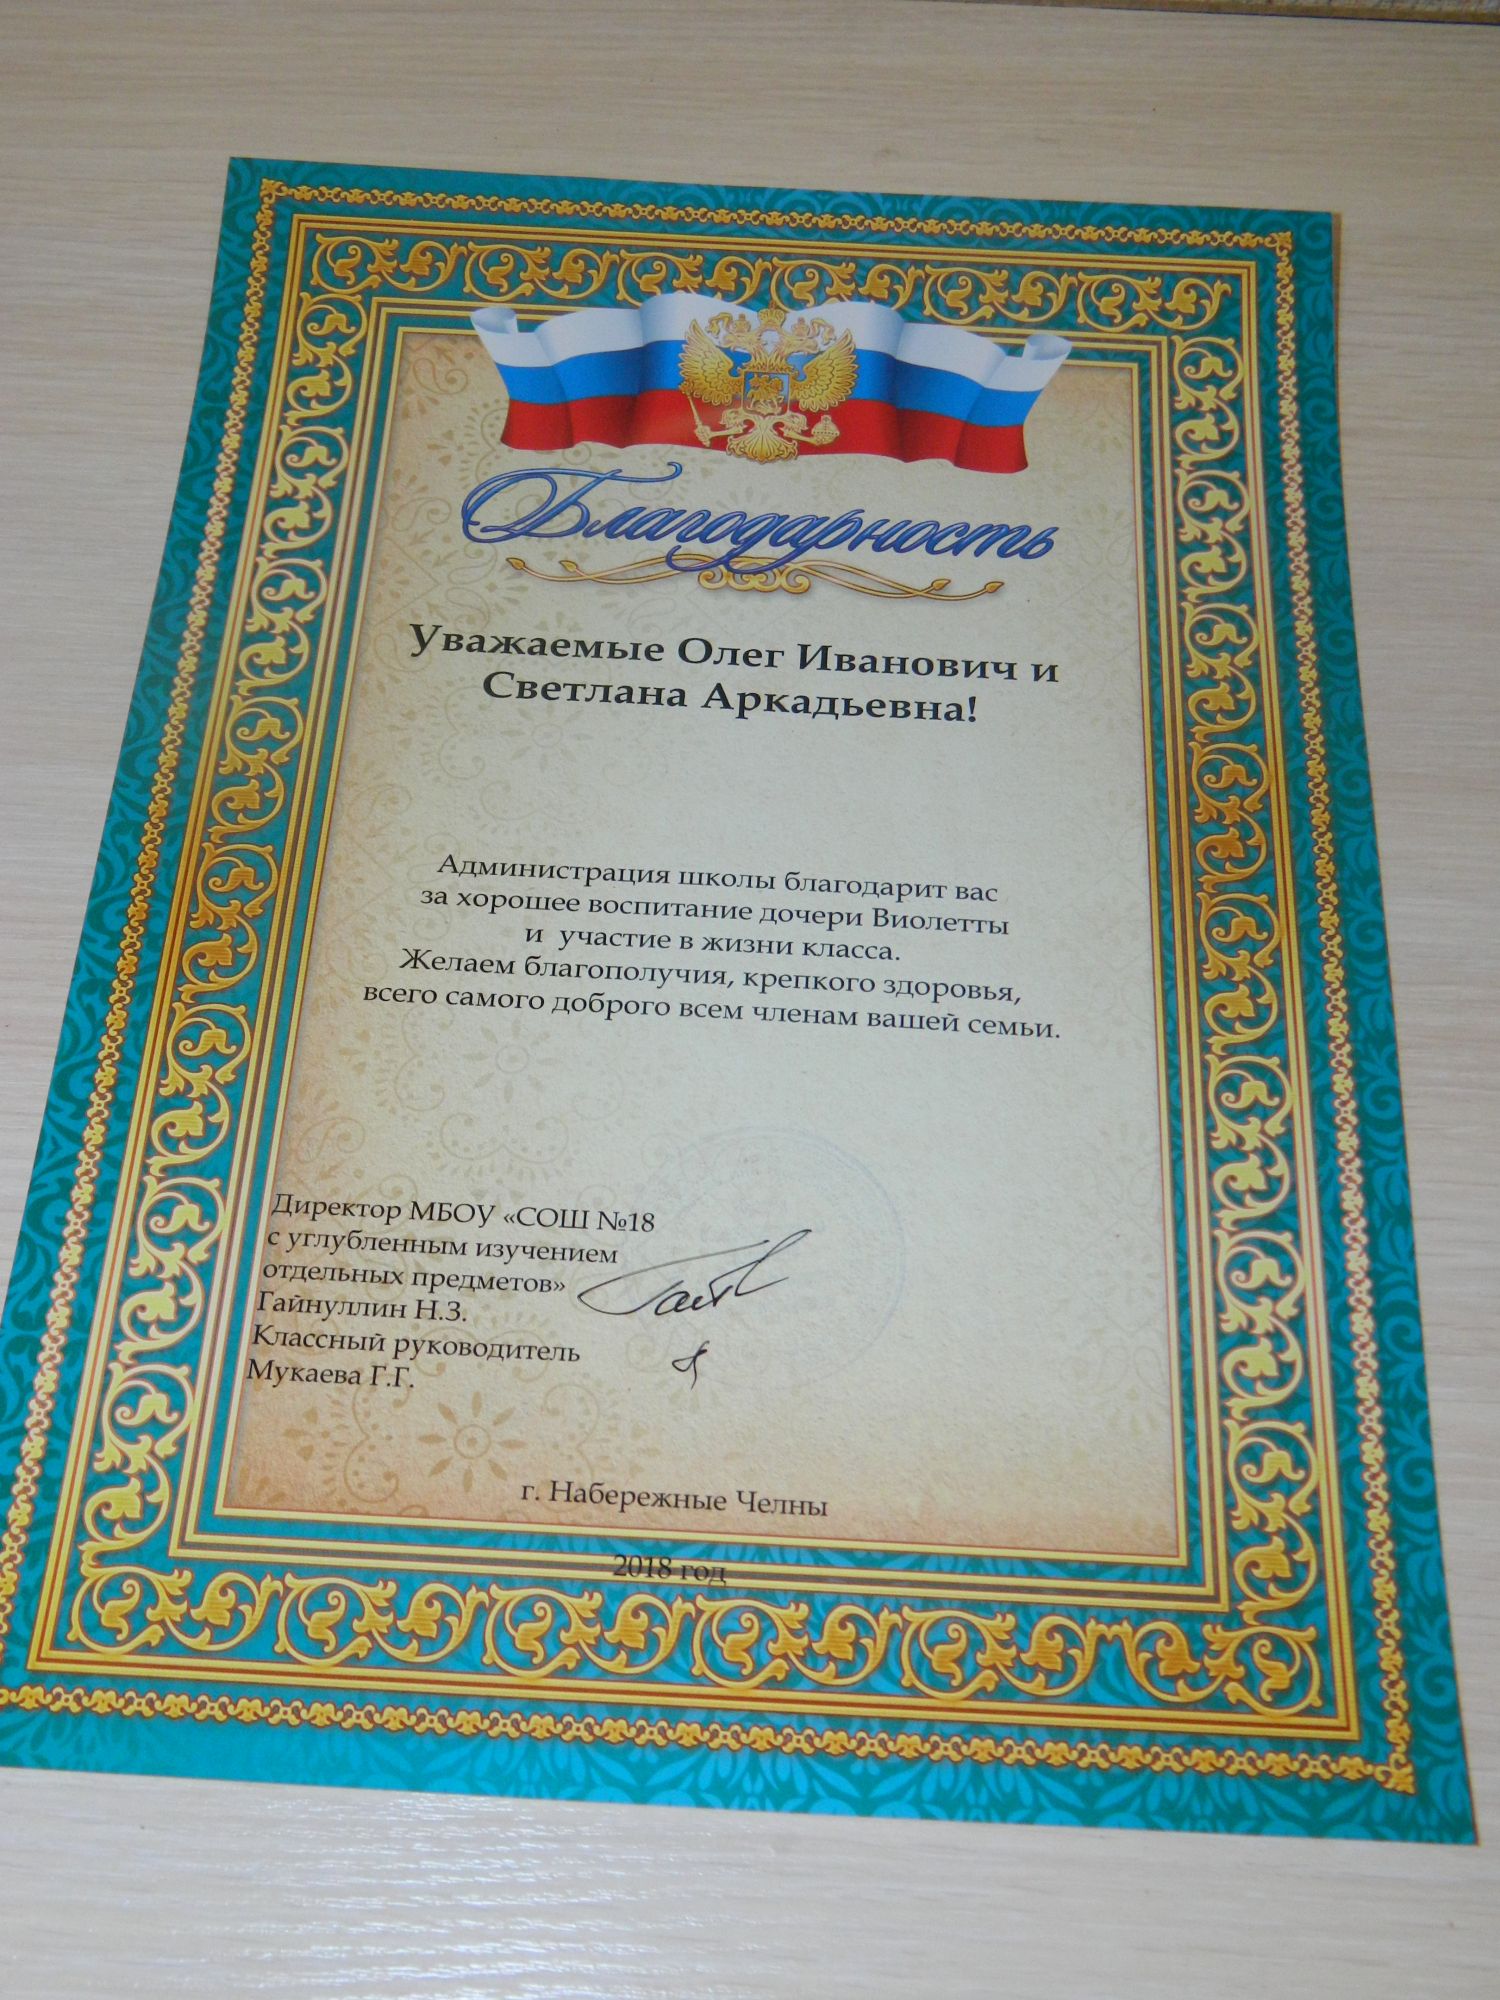 Благодарность
Уважаемые Олег Иванович и
Светлана Аркадьевна!
Администрация школы благодарит вас
за хорошее воспитание дочери Виолетты
и участие в жизни класса.
Желаем благополучия, крепкого здоровья,
всего самого доброго всем членам вашей семьи.
Директор МБОУ «СОШ №18
с углубленным изучением
отдельных предметов»
Гайнуллин Н.З.
Классный руководитель
Мукаева Г.Г.
г. Набережные Челны
2018 год